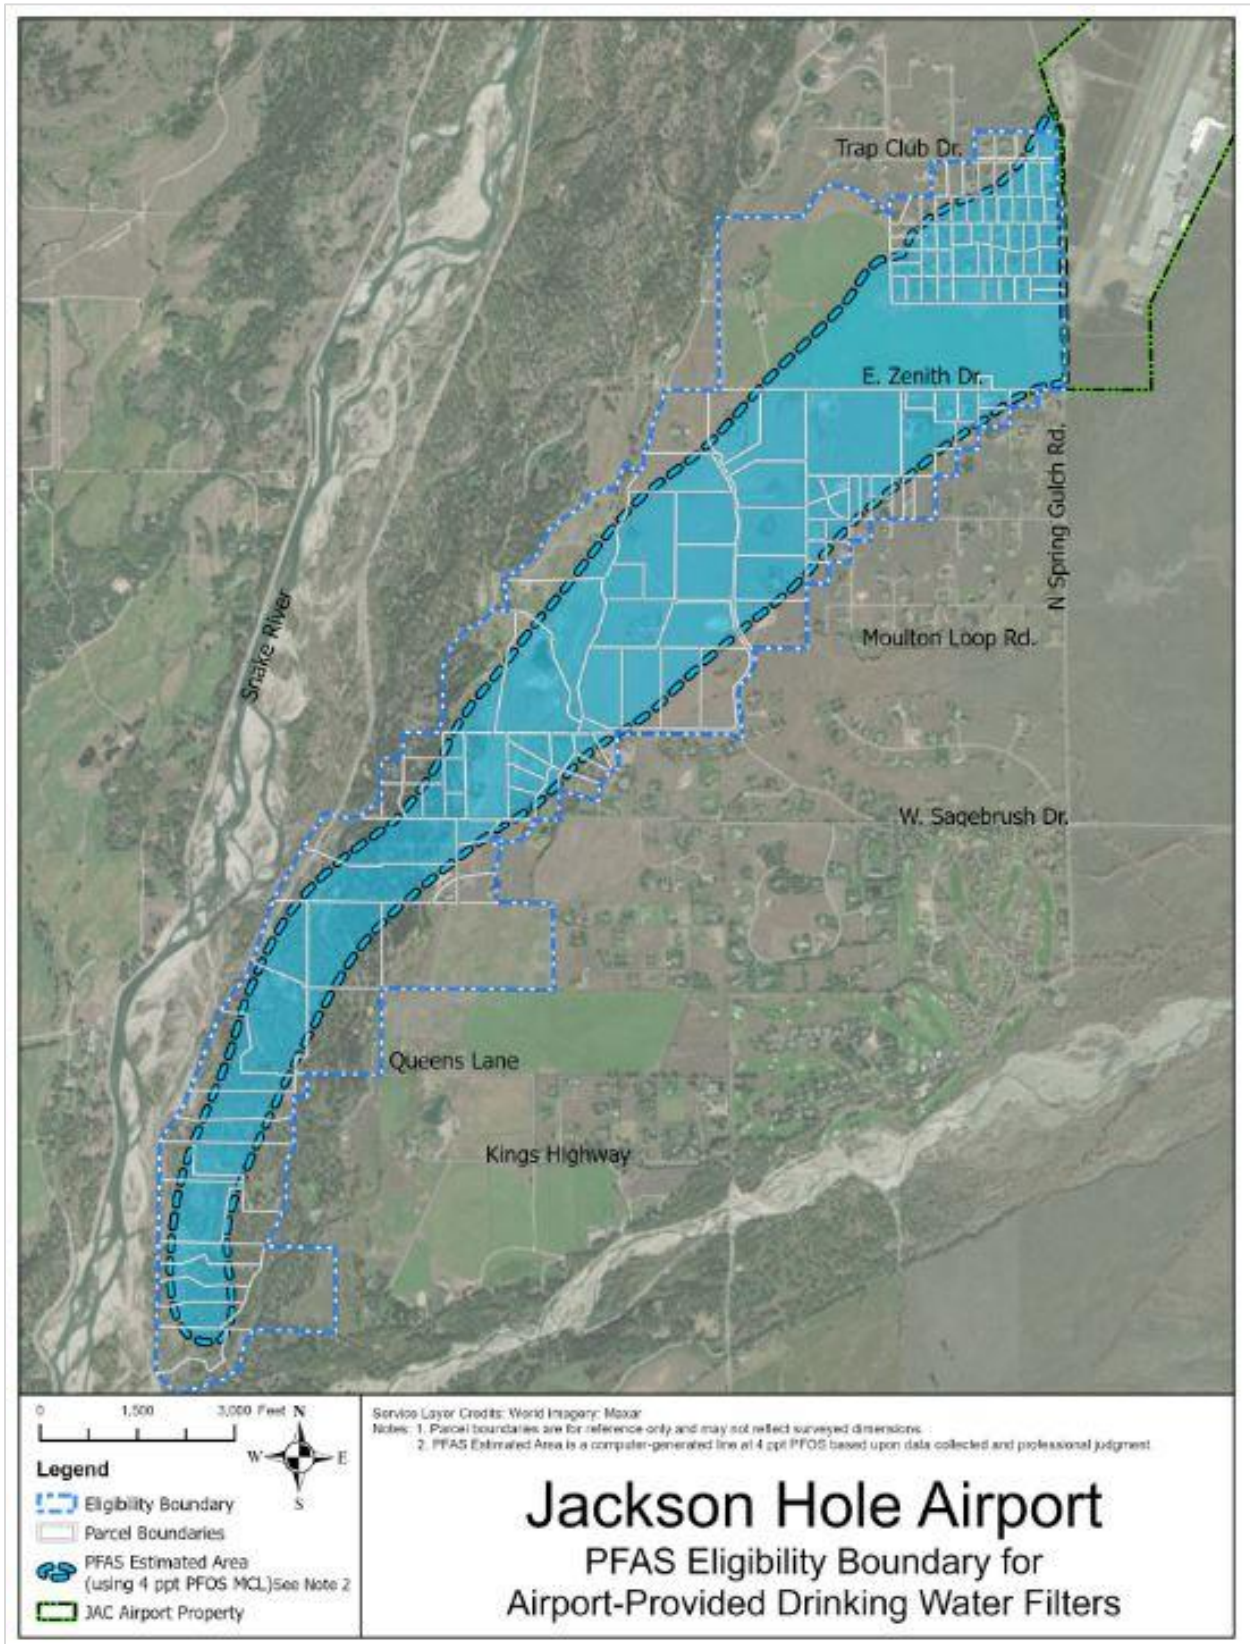 Trap Club Dr.
E. Zenith Dr.
N Spring Gulch Rd.
Snake River
Moulton Loop Rd.
W. Sagebrush Dr.
Queens Lane
Kings Highway
0 1,500 3,000 Feet
N
W E
S
Legend
Eligibility Boundary
Parcel Boundaries
PFAS Estimated Area
(using 4 ppt PFOS MCL)See Note 2
JAC Airport Property
Service Layer Credits: World Imagery: Maxar
Notes: 1. Parcel boundaries are for reference only and may not reflect surveyed dimensions.
2. PFAS Estimated Area is a computer-generated line at 4 ppt PFOS based upon data collected and professional judgment.
Jackson Hole Airport
PFAS Eligibility Boundary for
Airport-Provided Drinking Water Filters